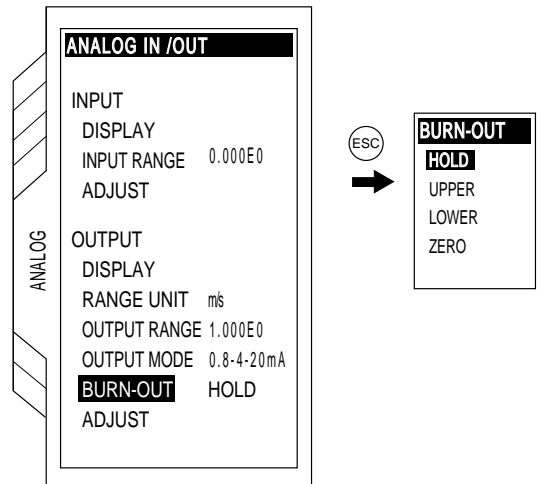 ANALOG IN /OUT
INPUT
DISPLAY
INPUT RANGE 0.000E0
ADJUST
ANALOG
OUTPUT
DISPLAY
RANGE UNIT m/s
OUTPUT RANGE 1.000E0
OUTPUT MODE 0.8-4-20mA
BURN-OUT HOLD
ADJUST
ESC
BURN-OUT
HOLD
UPPER
LOWER
ZERO